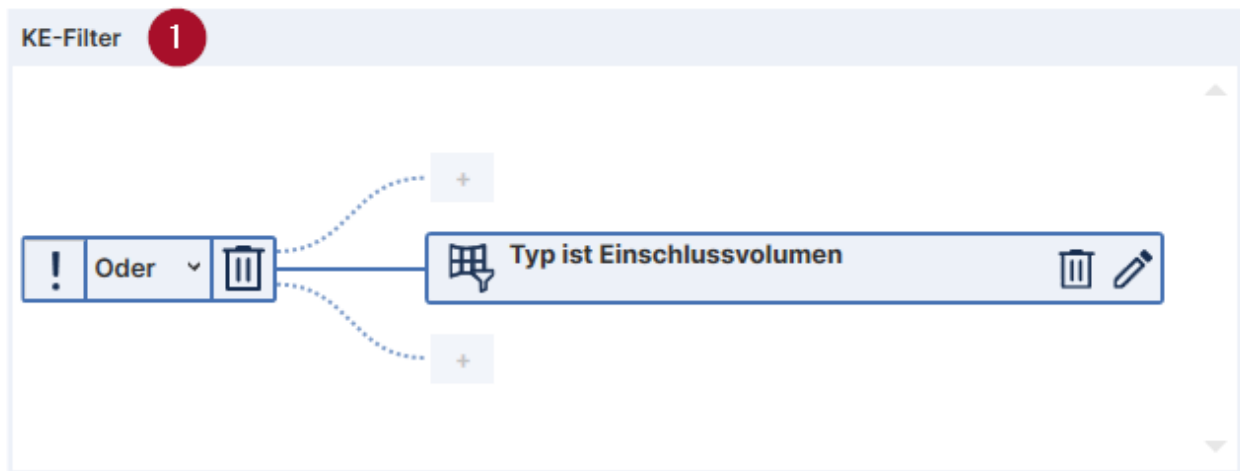 KE-Filter 1
+
! Oder Typ ist Einschlussvolumen
+